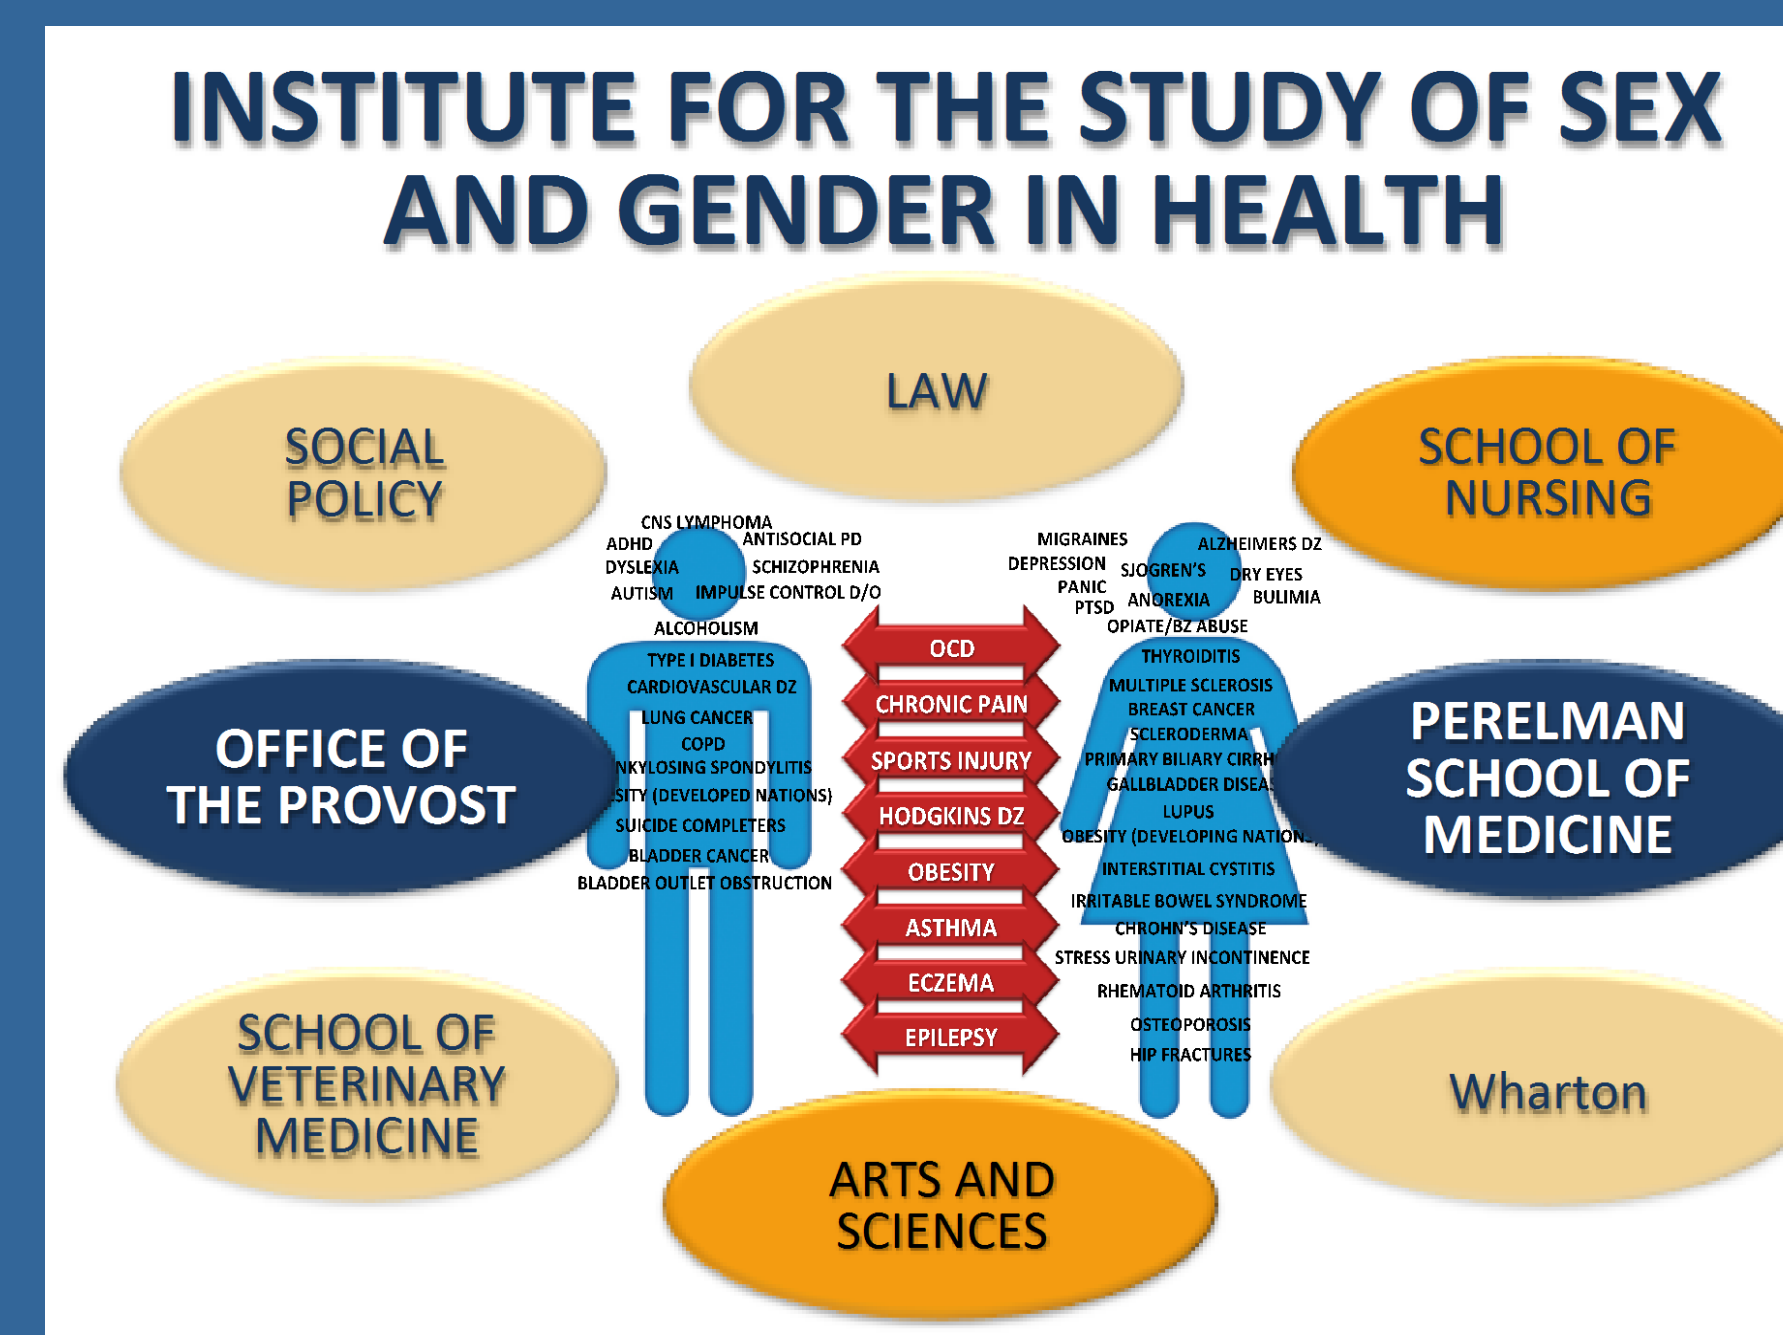 INSTITUTE FOR THE STUDY OF SEX
AND GENDER IN HEALTH
LAW
SOCIAL
POLICY
SCHOOL OF
NURSING
CNS LYMPHOMA
ADHD
ANTISOCIAL PD
DYSLEXIA
SCHIZOPHRENIA
AUTISM
IMPULSE CONTROL D/O
ALCOHOLISM
TYPE I DIABETES
CARDIOVASCULAR DZ
LUNG CANCER
COPD
NKYLOSING SPONDYLITIS
SITY (DEVELOPED NATIONS)
SUICIDE COMPLETERS
BLADDER CANCER
BLADDER OUTLET OBSTRUCTION
OCD
CHRONIC PAIN
SPORTS INJURY
HODGKINS DZ
OBESITY
ASTHMA
ECZEMA
EPILEPSY
MIGRAINES
ALZHEIMERS DZ
DEPRESSION
SJOGREN'S
DRY EYES
PANIC
ANOREXIA
BULIMIA
PTSD
OPIATE/BZ ABUSE
THYROIDITIS
MULTIPLE SCLEROSIS
BREAST CANCER
SCLERODERMA
PRIMARY BILIARY CIRRH
GALLBLADDER DISEAS
LUPUS
OBESITY (DEVELOPING NATIONS)
INTERSTITIAL CYSTITIS
IRRITABLE BOWEL SYNDROME
CHROHN'S DISEASE
STRESS URINARY INCONTINENCE
RHEMATOID ARTHRITIS
OSTEOPOROSIS
HIP FRACTURES
OFFICE OF
THE PROVOST
PERELMAN
SCHOOL OF
MEDICINE
SCHOOL OF
VETERINARY
MEDICINE
Wharton
ARTS AND
SCIENCES